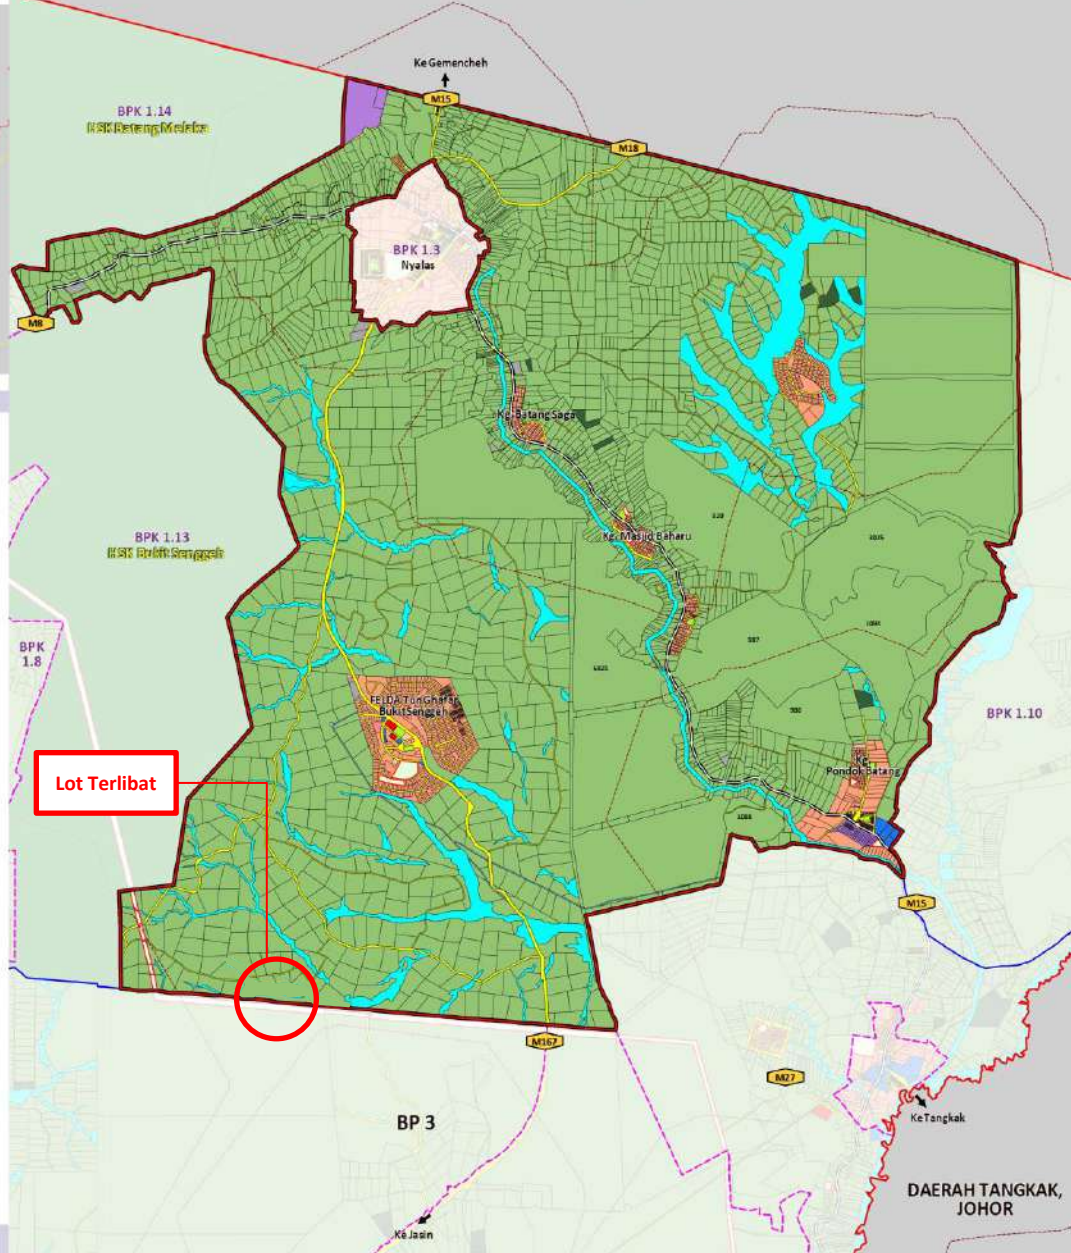 Ke Gemencheh
M15
BPK 1.14
HSK Batang Melaka
M18
BPK 1.3
Nyalas
M8
Kg. Batang Saga
BPK 1.13
HSK Bukit Senggeh
Kg. Masjid Baharu
BPK
1.8
FELDA Tun Ghafar
Bukit Senggeh
BPK 1.10
Kg.
Pondok Batang
Lot Terlibat
M15
M167
M27
BP 3
Ke Tangkak
DAERAH TANGKAK,
JOHOR
Ke Jasin